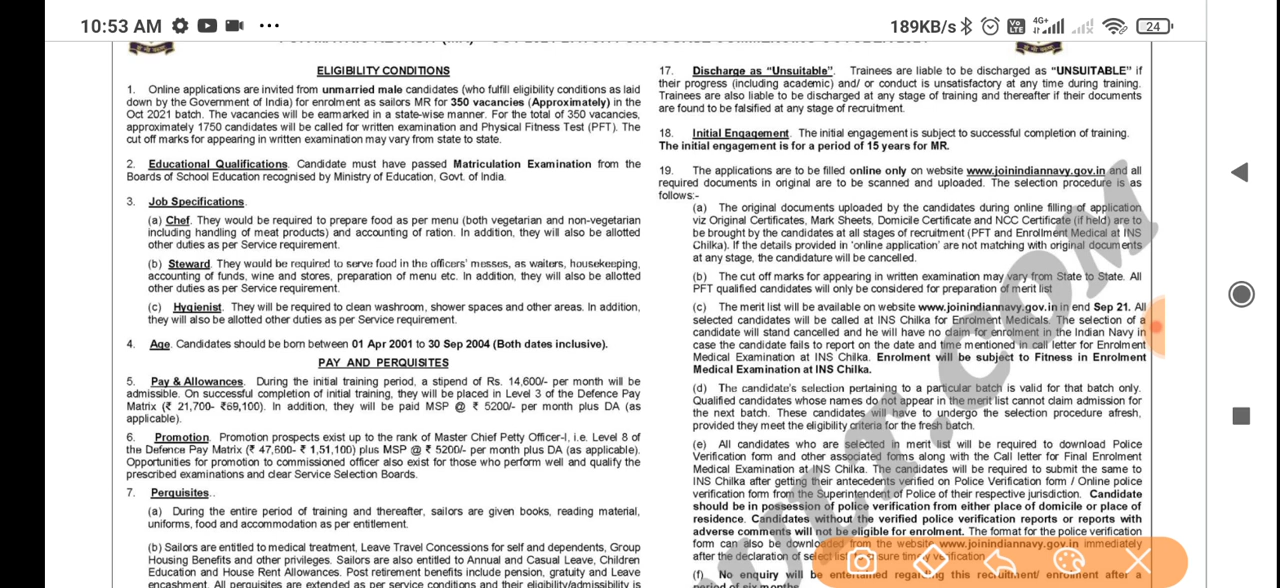 10:53 AM
189KB/s
4G+
Vo LTE
24
ELIGIBILITY CONDITIONS
1. Online applications are invited from unmarried male candidates (who fulfill eligibility conditions as laid
down by the Government of India) for enrolment as sailors MR for 350 vacancies (Approximately) in the
Oct 2021 batch. The vacancies will be earmarked in a state-wise manner. For the total of 350 vacancies,
approximately 1750 candidates will be called for written examination and Physical Fitness Test (PFT). The
cut off marks for appearing in written examination may vary from state to state.
2. Educational Qualifications. Candidate must have passed Matriculation Examination from the
Boards of School Education recognised by Ministry of Education, Govt. of India.
3. Job Specifications.
(a) Chef. They would be required to prepare food as per menu (both vegetarian and non-vegetarian
including handling of meat products) and accounting of ration. In addition, they will also be allotted
other duties as per Service requirement.
(b) Steward. They would be required to serve food in the officers' messes, as waiters, housekeeping,
accounting of funds, wine and stores, preparation of menu etc. In addition, they will also be allotted
other duties as per Service requirement.
(c) Hygienist. They will be required to clean washroom, shower spaces and other areas. In addition,
they will also be allotted other duties as per Service requirement.
4. Age. Candidates should be born between 01 Apr 2001 to 30 Sep 2004 (Both dates inclusive).
PAY AND PERQUISITES
5. Pay & Allowances. During the initial training period, a stipend of Rs. 14,600/- per month will be
admissible. On successful completion of initial training, they will be placed in Level 3 of the Defence Pay
Matrix (₹ 21,700- ₹69,100). In addition, they will be paid MSP @ ₹ 5200/- per month plus DA (as
applicable).
6. Promotion. Promotion prospects exist up to the rank of Master Chief Petty Officer-I, i.e. Level 8 of
the Defence Pay Matrix (₹ 47,600- ₹ 1,51,100) plus MSP @ ₹ 5200/- per month plus DA (as applicable).
Opportunities for promotion to commissioned officer also exist for those who perform well and qualify the
prescribed examinations and clear Service Selection Boards.
7. Perquisites..
(a) During the entire period of training and thereafter, sailors are given books, reading material,
uniforms, food and accommodation as per entitlement.
(b) Sailors are entitled to medical treatment, Leave Travel Concessions for self and dependents, Group
Housing Benefits and other privileges. Sailors are also entitled to Annual and Casual Leave, Children
Education and House Rent Allowances. Post retirement benefits include pension, gratuity and Leave
encashment. All perquisites are extended as per service conditions and their eligibility/admissibility is
17. Discharge as "Unsuitable". Trainees are liable to be discharged as "UNSUITABLE" if
their progress (including academic) and/ or conduct is unsatisfactory at any time during training.
Trainees are also liable to be discharged at any stage of training and thereafter if their documents
are found to be falsified at any stage of recruitment.
18. Initial Engagement. The initial engagement is subject to successful completion of training.
The initial engagement is for a period of 15 years for MR.
19. The applications are to be filled online only on website www.joinindiannavy.gov.in and all
required documents in original are to be scanned and uploaded. The selection procedure is as
follows:-
(a) The original documents uploaded by the candidates during online filling of application
viz Original Certificates, Mark Sheets, Domicile Certificate and NCC Certificate (if held) are to
be brought by the candidates at all stages of recruitment (PFT and Enrollment Medical at INS
Chilka). If the details provided in 'online application' are not matching with original documents
at any stage, the candidature will be cancelled.
(b) The cut off marks for appearing in written examination may vary from State to State. All
PFT qualified candidates will only be considered for preparation of merit list
(c) The merit list will be available on website www.joinindiannavy.gov.in end Sep 21. All
selected candidates will be called at INS Chilka for Enrolment Medicals. The selection of a
candidate will stand cancelled and he will have no claim for enrolment in the Indian Navy in
case the candidate fails to report on the date and time mentioned in call letter for Enrolment
Medical Examination at INS Chilka. Enrolment will be subject to Fitness in Enrolment
Medical Examination at INS Chilka.
(d) The candidate's selection pertaining to a particular batch is valid for that batch only.
Qualified candidates whose names do not appear in the merit list cannot claim admission for
the next batch. These candidates have to undergo the selection procedure afresh,
provided they meet the eligibility criteria for the fresh batch.
(e) All candidates who are selected in merit list will be required to download Police
Verification form and other associated forms along with the Call letter for Final Enrolment
Medical Examination at INS Chilka. The candidates will be required to submit the same to
INS Chilka after getting their antecedents verified on Police Verification form / Online police
verification form from the Superintendent of Police of their respective jurisdiction. Candidate
should be in possession of police verification from either place of domicile or place of
residence. Candidates without the verified police verification reports or reports with
adverse comments will not be eligible for enrolment. The format for the police verification
form can also be downloaded from the website www.joinindiannavy.gov.in immediately
after the declaration of select list to ensure timely verification
(f) No enquiry will be entertained regarding this recruitment/ enrolment after a
period of six months